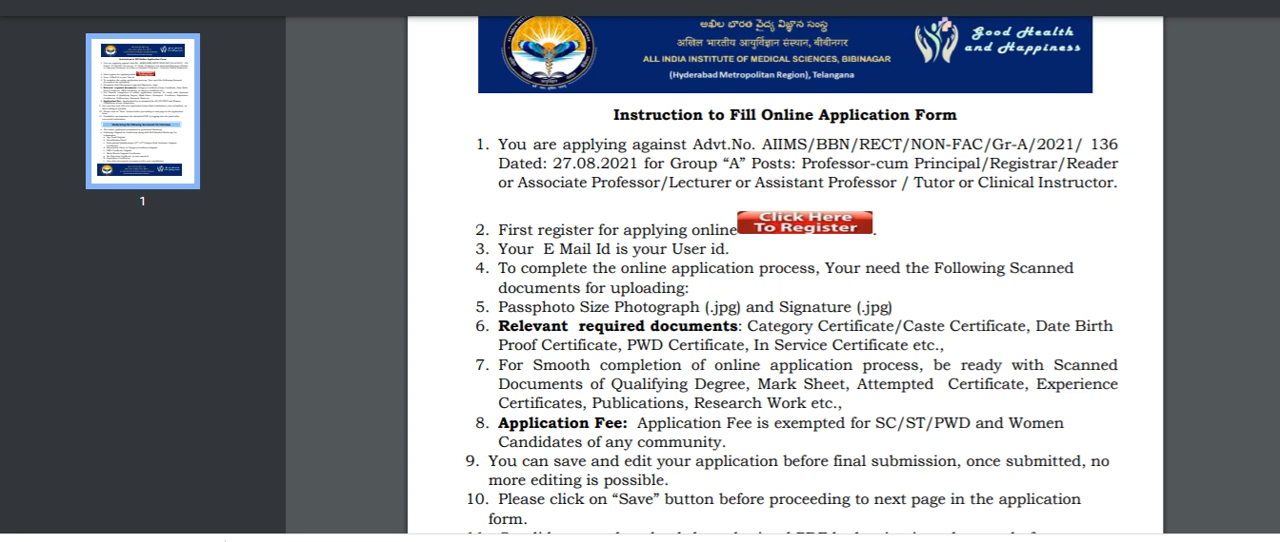 అఖిల భారత వైద్య విజ్ఞాన సంస్థ
अखिल भारतीय आयुर्विज्ञान संस्थान, बीबीनगर
ALL INDIA INSTITUTE OF MEDICAL SCIENCES, BIBINAGAR
(Hyderabad Metropolitan Region), Telangana
Good Health
and Happiness
Instruction to Fill Online Application Form
1. You are applying against Advt.No. AIIMS/BBN/RECT/NON-FAC/Gr-A/2021/ 136
Dated: 27.08.2021 for Group “A” Posts: Professor-cum Principal/Registrar/Reader
or Associate Professor/Lecturer or Assistant Professor / Tutor or Clinical Instructor.
Click Here
2. First register for applying online To Register.
3. Your E Mail Id is your User id.
4. To complete the online application process, Your need the Following Scanned
documents for uploading:
5. Passphoto Size Photograph (.jpg) and Signature (.jpg)
6. Relevant required documents: Category Certificate/Caste Certificate, Date Birth
Proof Certificate, PWD Certificate, In Service Certificate etc.,
7. For Smooth completion of online application process, be ready with Scanned
Documents of Qualifying Degree, Mark Sheet, Attempted Certificate, Experience
Certificates, Publications, Research Work etc.,
8. Application Fee: Application Fee is exempted for SC/ST/PWD and Women
Candidates of any community.
9. You can save and edit your application before final submission, once submitted, no
more editing is possible.
10. Please click on “Save” button before proceeding to next page in the application
form.
1